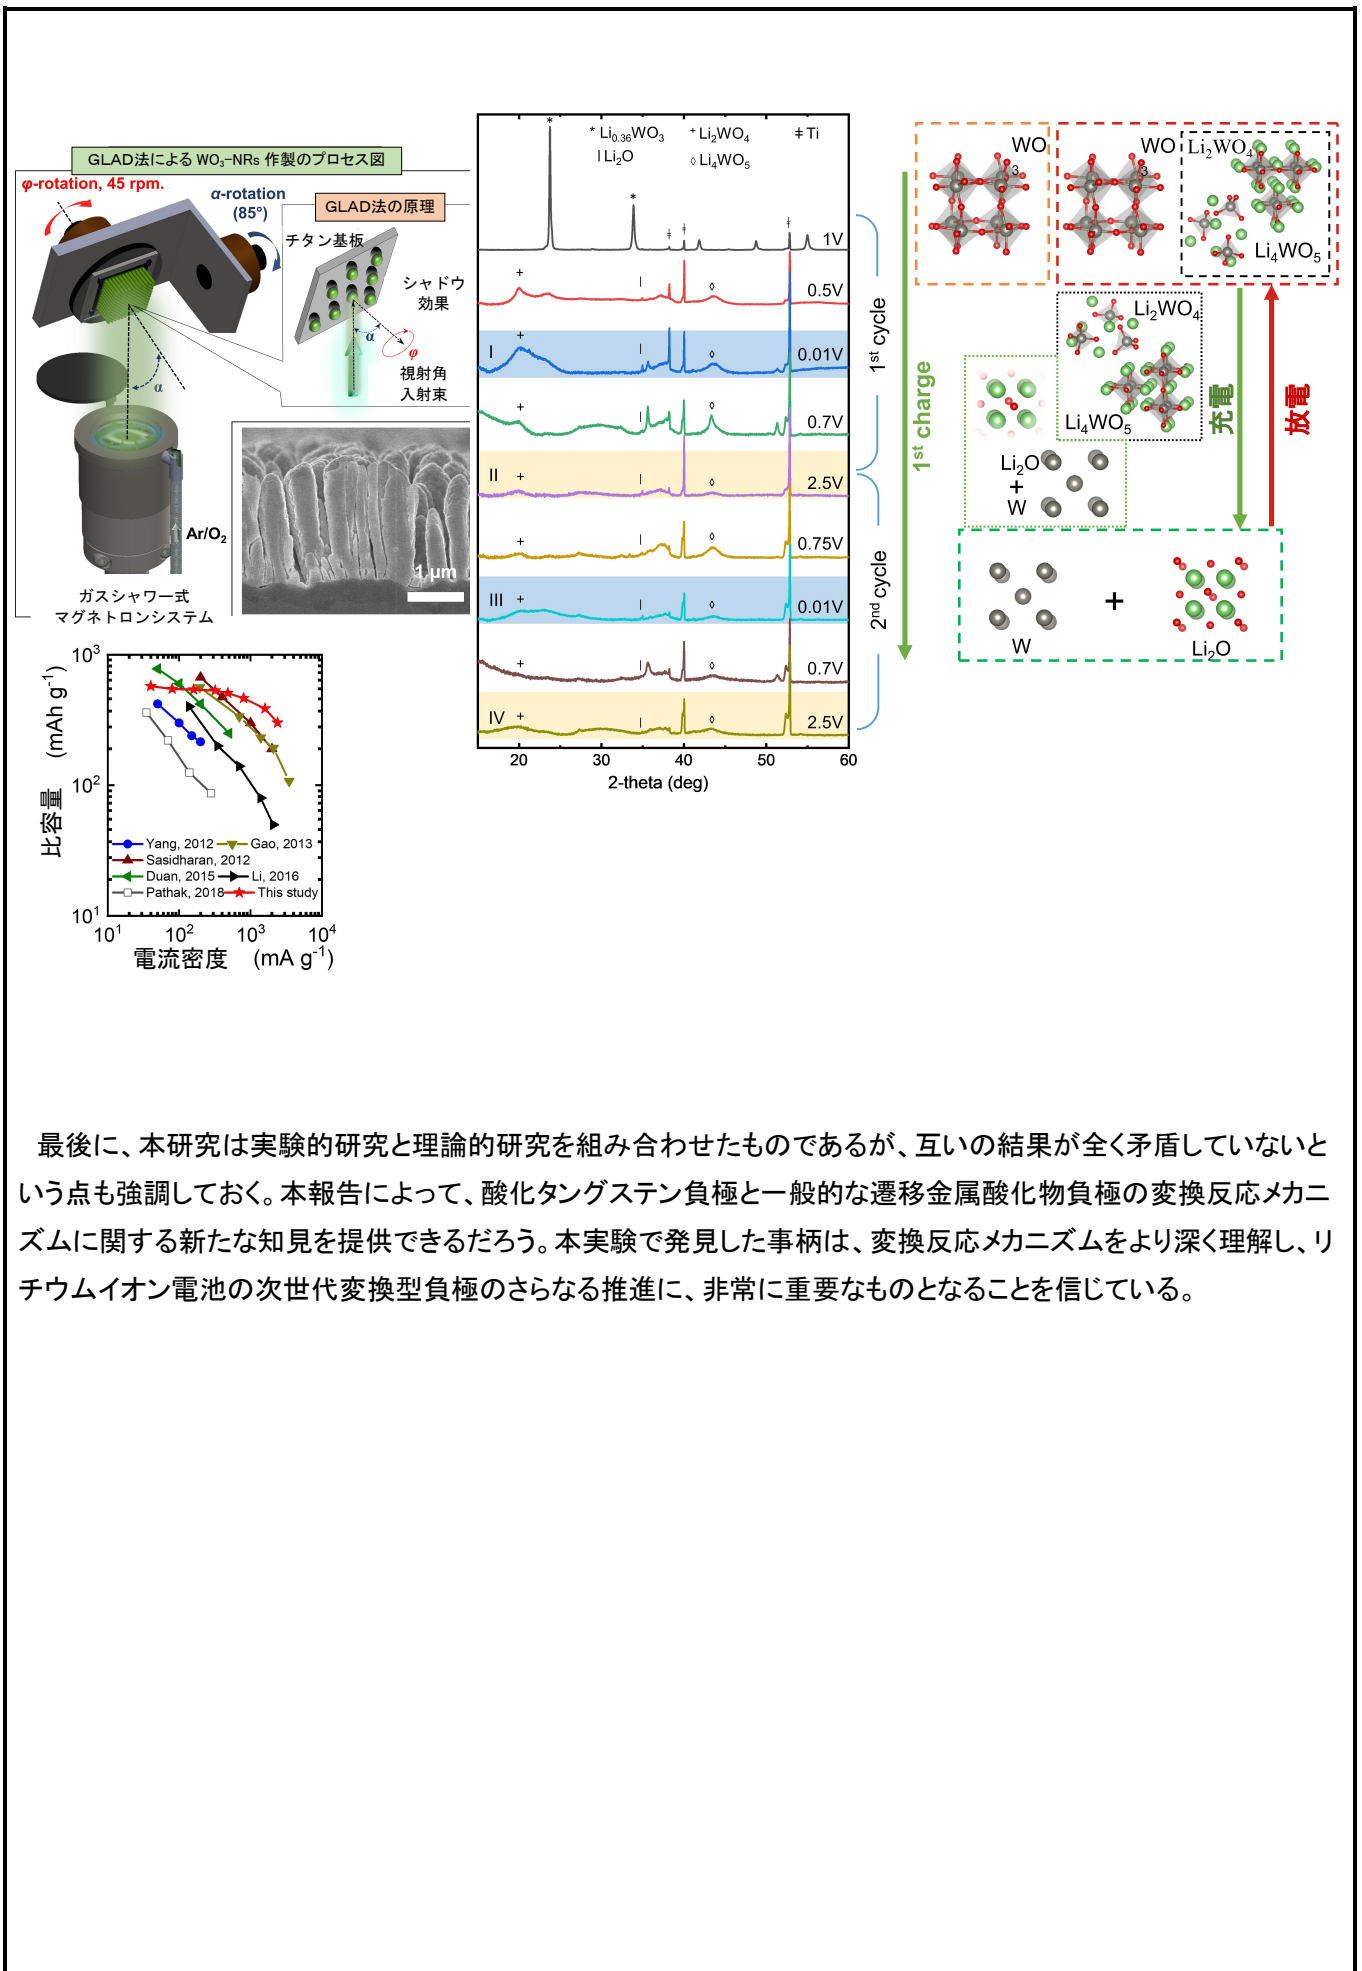 GLAD法による WO₃−NRs 作製のプロセス図
φ-rotation, 45 rpm.
α-rotation
(85°)
GLAD法の原理
チタン基板
シャドウ
効果
α
φ
視射角
入射束
α
Ar/O₂
ガスシャワー式
マグネトロンシステム
1 μm
* Li₀.₃₆WO₃
+ Li₂WO₄
ǂ Ti
| Li₂O
◊ Li₄WO₅
* *
ǂ ǂ ǂ
1V
+ | ◊
0.5V
I + | ◊
0.01V
+ | ◊
0.7V
II + | ◊
2.5V
+ | ◊
0.75V
III + | ◊
0.01V
+ | ◊
0.7V
IV + | ◊
2.5V
20 30 40 50 60
2-theta (deg)
1ˢᵗ cycle
2ⁿᵈ cycle
1ˢᵗ charge
WO₃
WO₃
Li₂WO₄
Li₄WO₅
Li₂WO₄
Li₄WO₅
充電
放電
Li₂O
+
W
+
W
Li₂O
比容量 (mAh g⁻¹)
10³
10²
10¹
Yang, 2012
Gao, 2013
Sasidharan, 2012
Duan, 2015
Li, 2016
Pathak, 2018
This study
10¹ 10² 10³ 10⁴
電流密度 (mA g⁻¹)
最後に、本研究は実験的研究と理論的研究を組み合わせたものであるが、互いの結果が全く矛盾していないと
いう点も強調しておく。本報告によって、酸化タングステン負極と一般的な遷移金属酸化物負極の変換反応メカニ
ズムに関する新たな知見を提供できるだろう。本実験で発見した事柄は、変換反応メカニズムをより深く理解し、リ
チウムイオン電池の次世代変換型負極のさらなる推進に、非常に重要なものとなることを信じている。